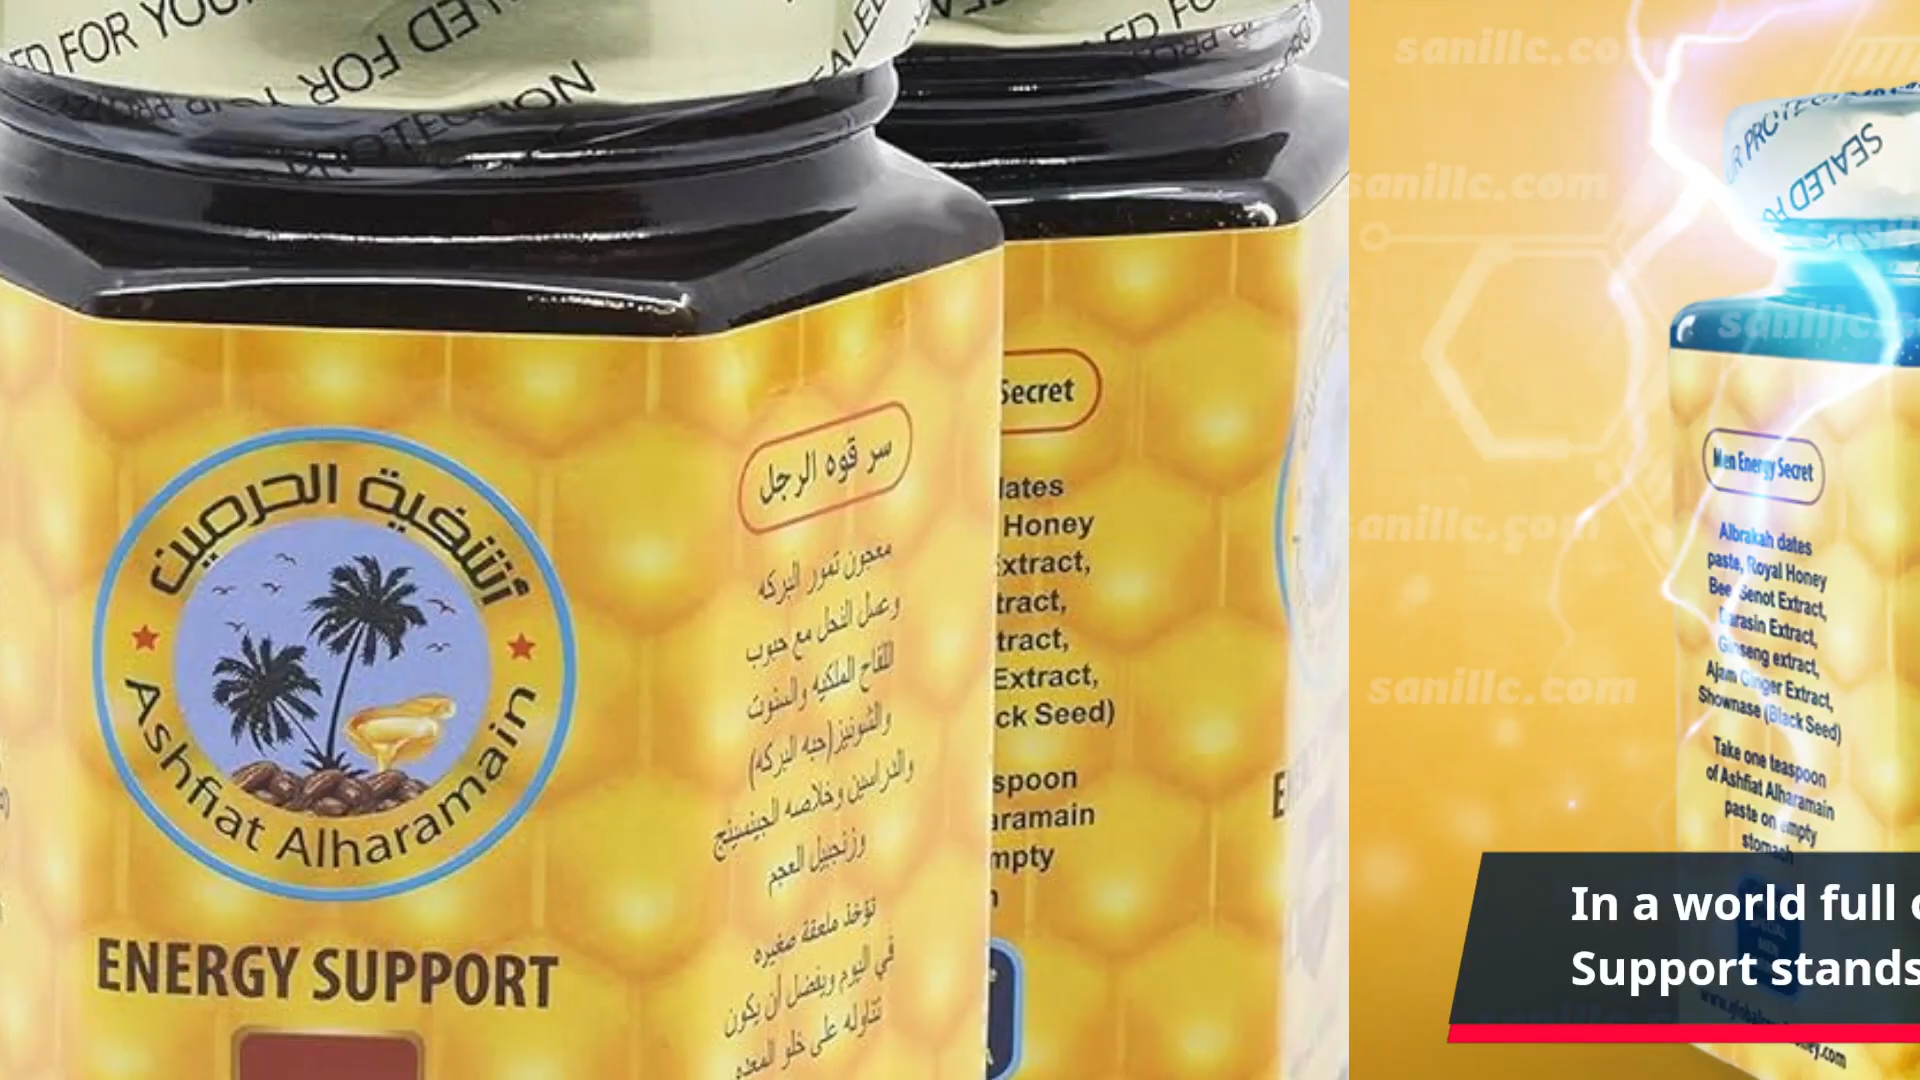 ED FOR YOUR
SEALED FOR
PROTECTION
أشفية الحرمين
Ashfiat Alharamain
ENERGY SUPPORT
سر قوه الرجل
معجون تمور البركه
وعسل النحل مع حبوب
اللقاح الملكيه والسنوت
والشونيز (حبه البركه)
والدراسين وخلاصه الجينسينج
وزنجبيل العجم
تؤخذ ملعقة صغيره
في اليوم ويفضل أن يكون
تناوله على خلو المعده
Secret
dates
Honey
Extract,
tract,
tract,
Extract,
ck Seed)
spoon
aramain
mpty
sanillc.com
sanillc.com
sanillc.com
sanillc.com
SEALED
Men Energy Secret
Albrakah dates
paste, Royal Honey
Bee, Senot Extract,
Darasin Extract,
Ginseng extract,
Ajam Ginger Extract,
Shownase (Black Seed)
Take one teaspoon
of Ashfiat Alharamain
paste on empty
stomach
In a world full
Support stands